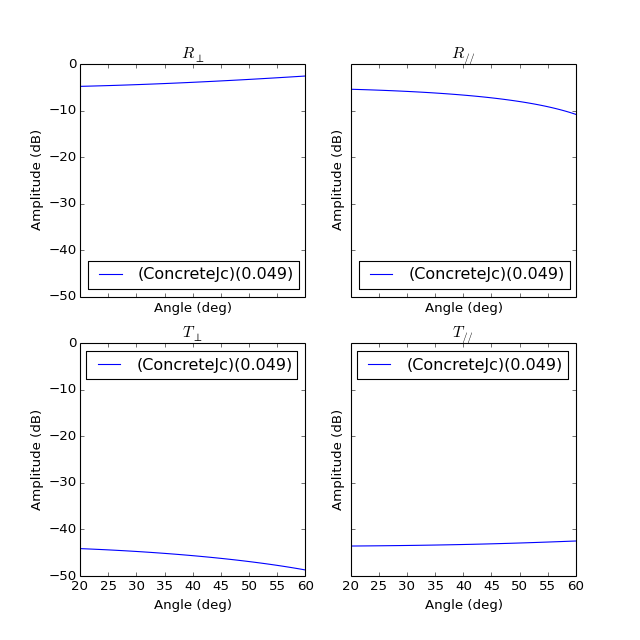 R⊥
R//
0
−10
−20
−30
−40
−50
Amplitude (dB)
Amplitude (dB)
(ConcreteJc)(0.049)
(ConcreteJc)(0.049)
Angle (deg)
Angle (deg)
T⊥
T//
0
−10
−20
−30
−40
−50
Amplitude (dB)
Amplitude (dB)
(ConcreteJc)(0.049)
(ConcreteJc)(0.049)
20 25 30 35 40 45 50 55 60
20 25 30 35 40 45 50 55 60
Angle (deg)
Angle (deg)